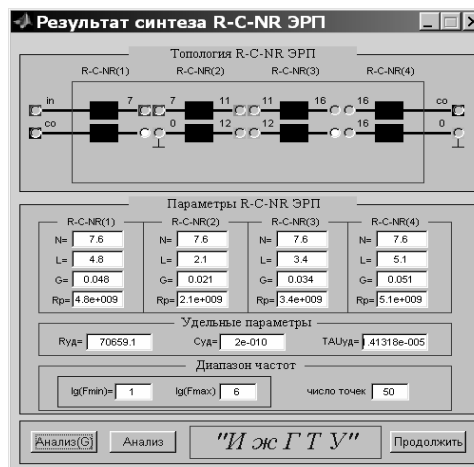 Результат синтеза R-C-NR ЭРП
Топология R-C-NR ЭРП
R-C-NR(1) R-C-NR(2) R-C-NR(3) R-C-NR(4)
in 7 7 11 11 16 16 co
co 0 12 12 16 0
Параметры R-C-NR ЭРП
R-C-NR(1) R-C-NR(2) R-C-NR(3) R-C-NR(4)
N= 7.6 N= 7.6 N= 7.6 N= 7.6
L= 4.8 L= 2.1 L= 3.4 L= 5.1
G= 0.048 G= 0.021 G= 0.034 G= 0.051
Rp= 4.8e+009 Rp= 2.1e+009 Rp= 3.4e+009 Rp= 5.1e+009
Удельные параметры
Rуд= 70659.1 Cуд= 2e-010 TAUуд= 1.41318e-005
Диапазон частот
lg(Fmin)= 1 lg(Fmax) 6 число точек 50
Анализ(G) Анализ "И ж Г Т У" Продолжить